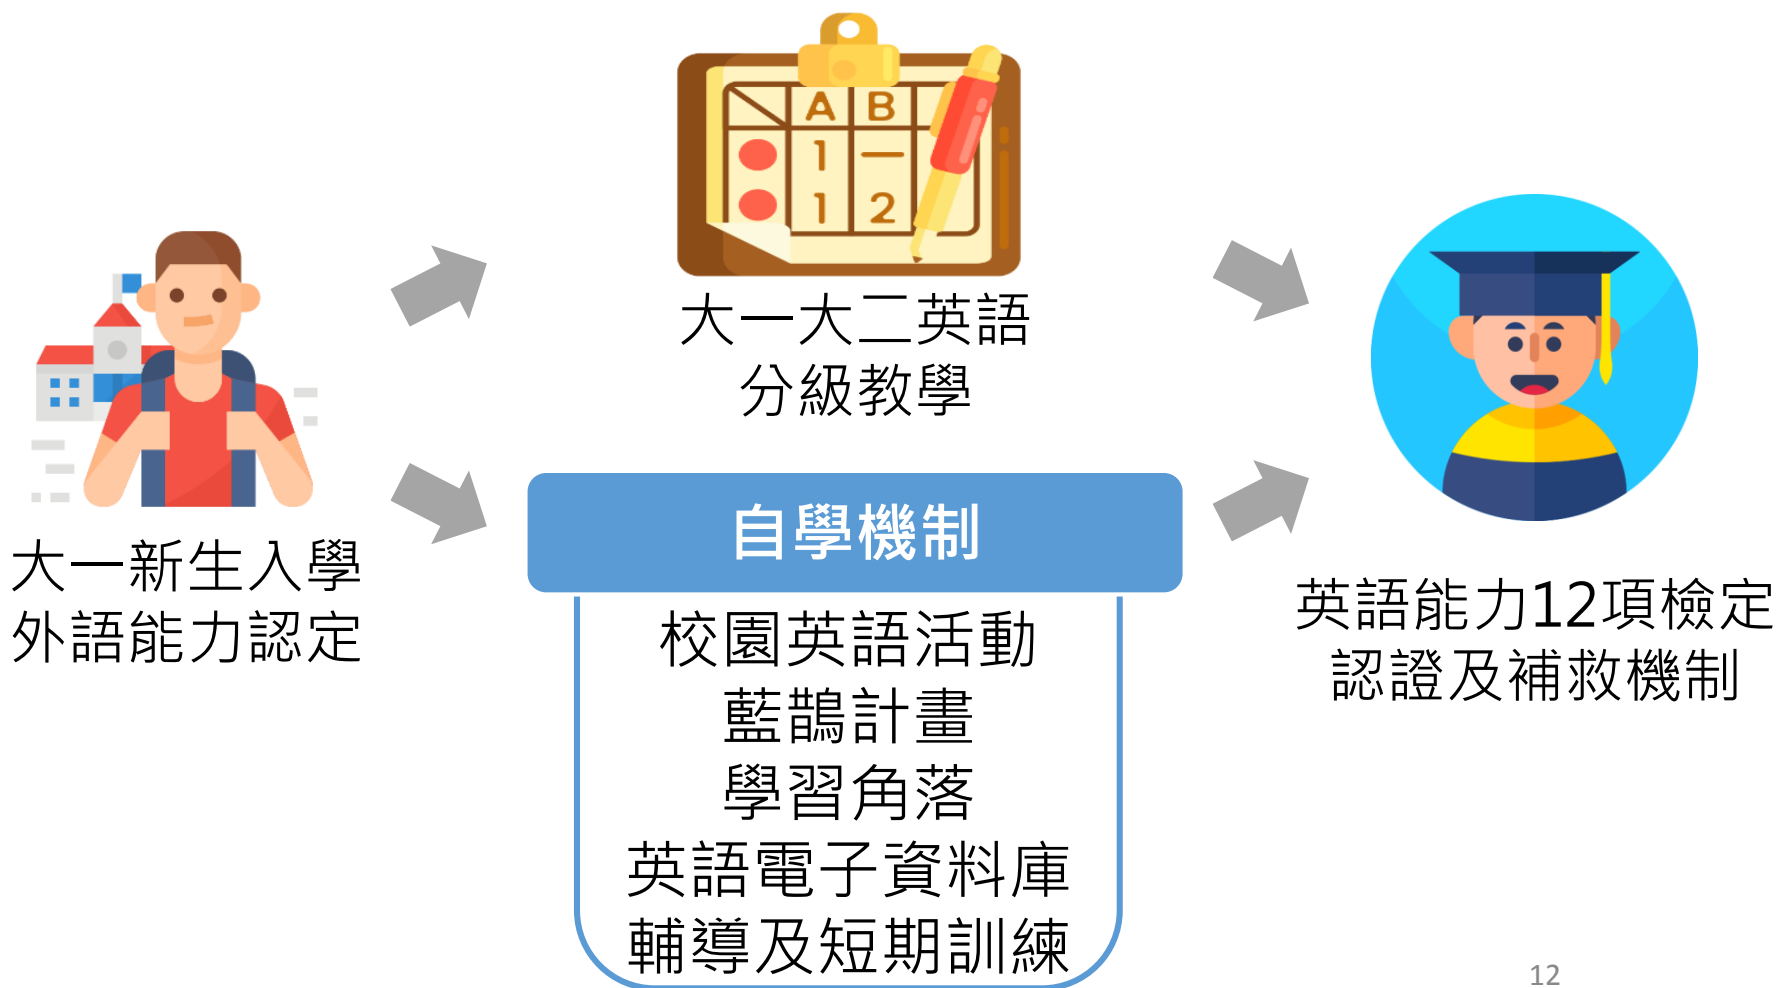 A B
1 —
1 2
大一新生入學
外語能力認定
大一大二英語
分級教學
自學機制
校園英語活動
藍鵲計畫
學習角落
英語電子資料庫
輔導及短期訓練
英語能力12項檢定
認證及補救機制
12